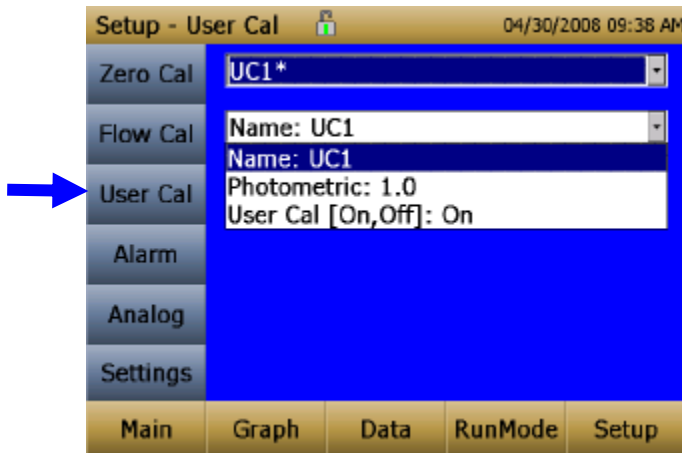 Setup - User Cal 04/30/2008 09:38 AM
Zero Cal
UC1*
Flow Cal
Name: UC1
Name: UC1
User Cal
Photometric: 1.0
User Cal [On,Off]: On
Alarm
Analog
Settings
Main Graph Data RunMode Setup